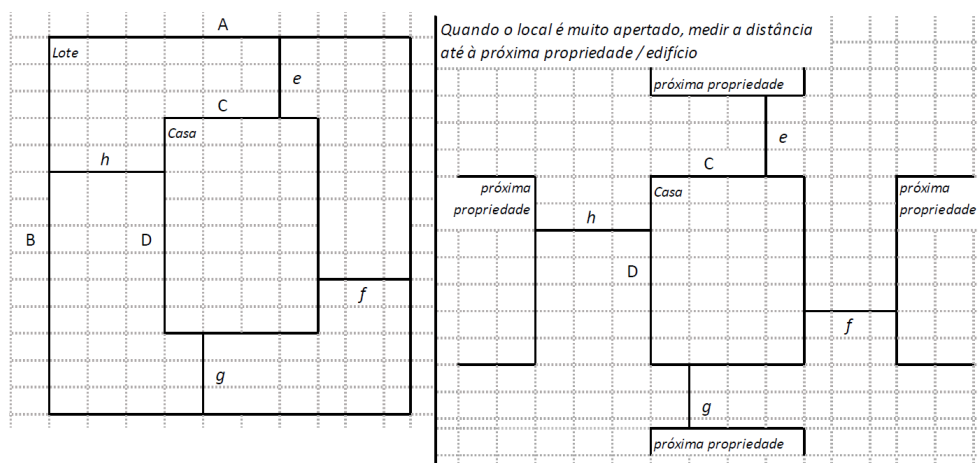 A
Lote
e
C
Casa
h
B
D
f
g
Quando o local é muito apertado, medir a distância
até à próxima propriedade / edifício
próxima propriedade
e
C
próxima
propriedade
Casa
próxima
propriedade
h
D
f
g
próxima propriedade